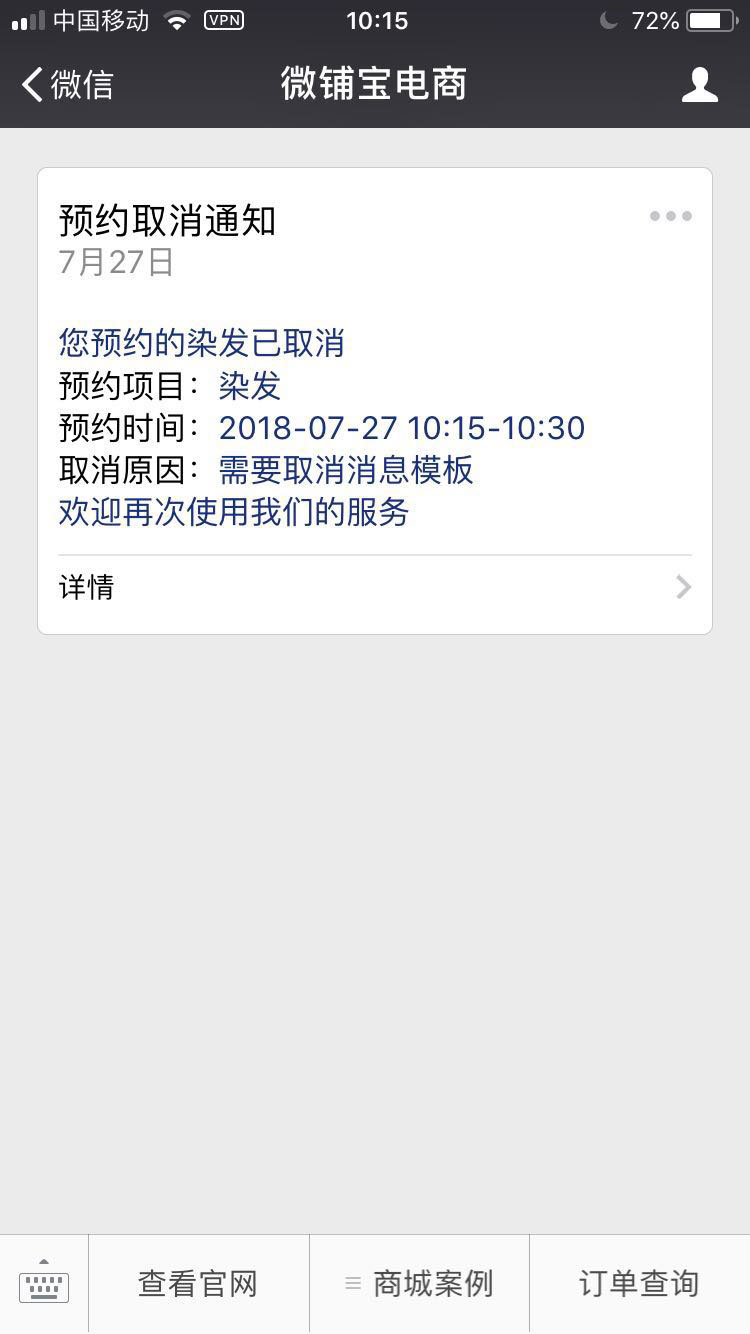 中国移动 VPN 10:15 72%
微信 微铺宝电商
预约取消通知
7月27日
您预约的染发已取消
预约项目：染发
预约时间：2018-07-27 10:15-10:30
取消原因：需要取消消息模板
欢迎再次使用我们的服务
详情
查看官网 商城案例 订单查询